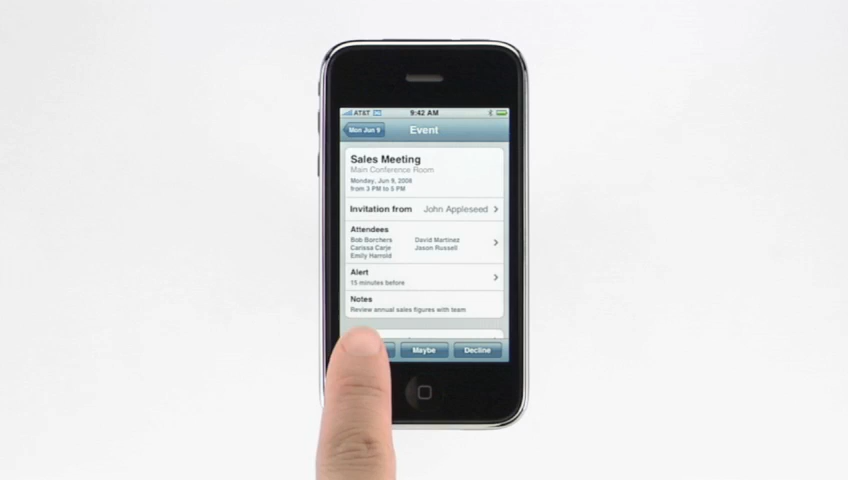 AT&T 3G 9:42 AM
Mon Jun 9 Event
Sales Meeting
Main Conference Room
Monday, Jun 9, 2008
from 3 PM to 5 PM
Invitation from John Appleseed
Attendees
Bob Borchers David Martinez
Carissa Carje Jason Russell
Emily Harrold
Alert
15 minutes before
Notes
Review annual sales figures with team
Maybe Decline